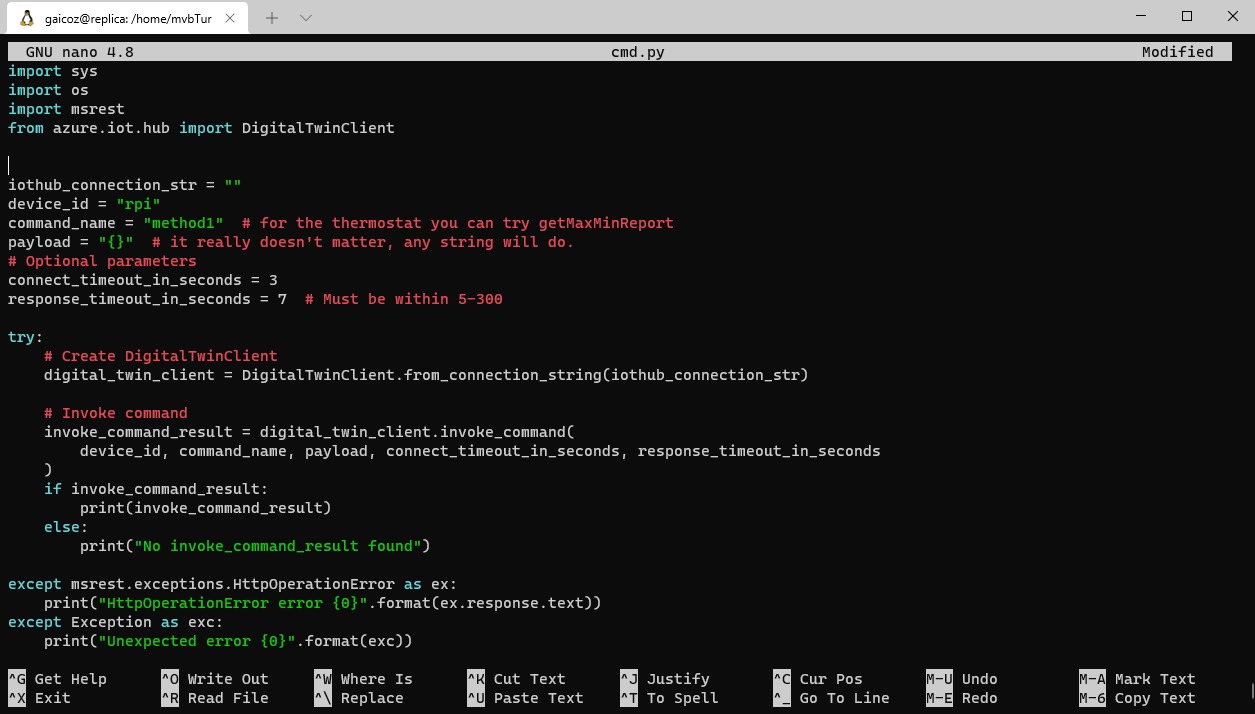 gaicoz@replica: /home/mvbTur
GNU nano 4.8 cmd.py Modified
import sys
import os
import msrest
from azure.iot.hub import DigitalTwinClient
iothub_connection_str = ""
device_id = "rpi"
command_name = "method1"  # for the thermostat you can try getMaxMinReport
payload = "{}"  # it really doesn't matter, any string will do.
# Optional parameters
connect_timeout_in_seconds = 3
response_timeout_in_seconds = 7  # Must be within 5-300
try:
    # Create DigitalTwinClient
    digital_twin_client = DigitalTwinClient.from_connection_string(iothub_connection_str)
    # Invoke command
    invoke_command_result = digital_twin_client.invoke_command(
        device_id, command_name, payload, connect_timeout_in_seconds, response_timeout_in_seconds
    )
    if invoke_command_result:
        print(invoke_command_result)
    else:
        print("No invoke_command_result found")
except msrest.exceptions.HttpOperationError as ex:
    print("HttpOperationError error {0}".format(ex.response.text))
except Exception as exc:
    print("Unexpected error {0}".format(exc))
^G Get Help ^O Write Out ^W Where Is ^K Cut Text ^J Justify ^C Cur Pos M-U Undo M-A Mark Text
^X Exit ^R Read File ^\ Replace ^U Paste Text ^T To Spell ^_ Go To Line M-E Redo M-6 Copy Text